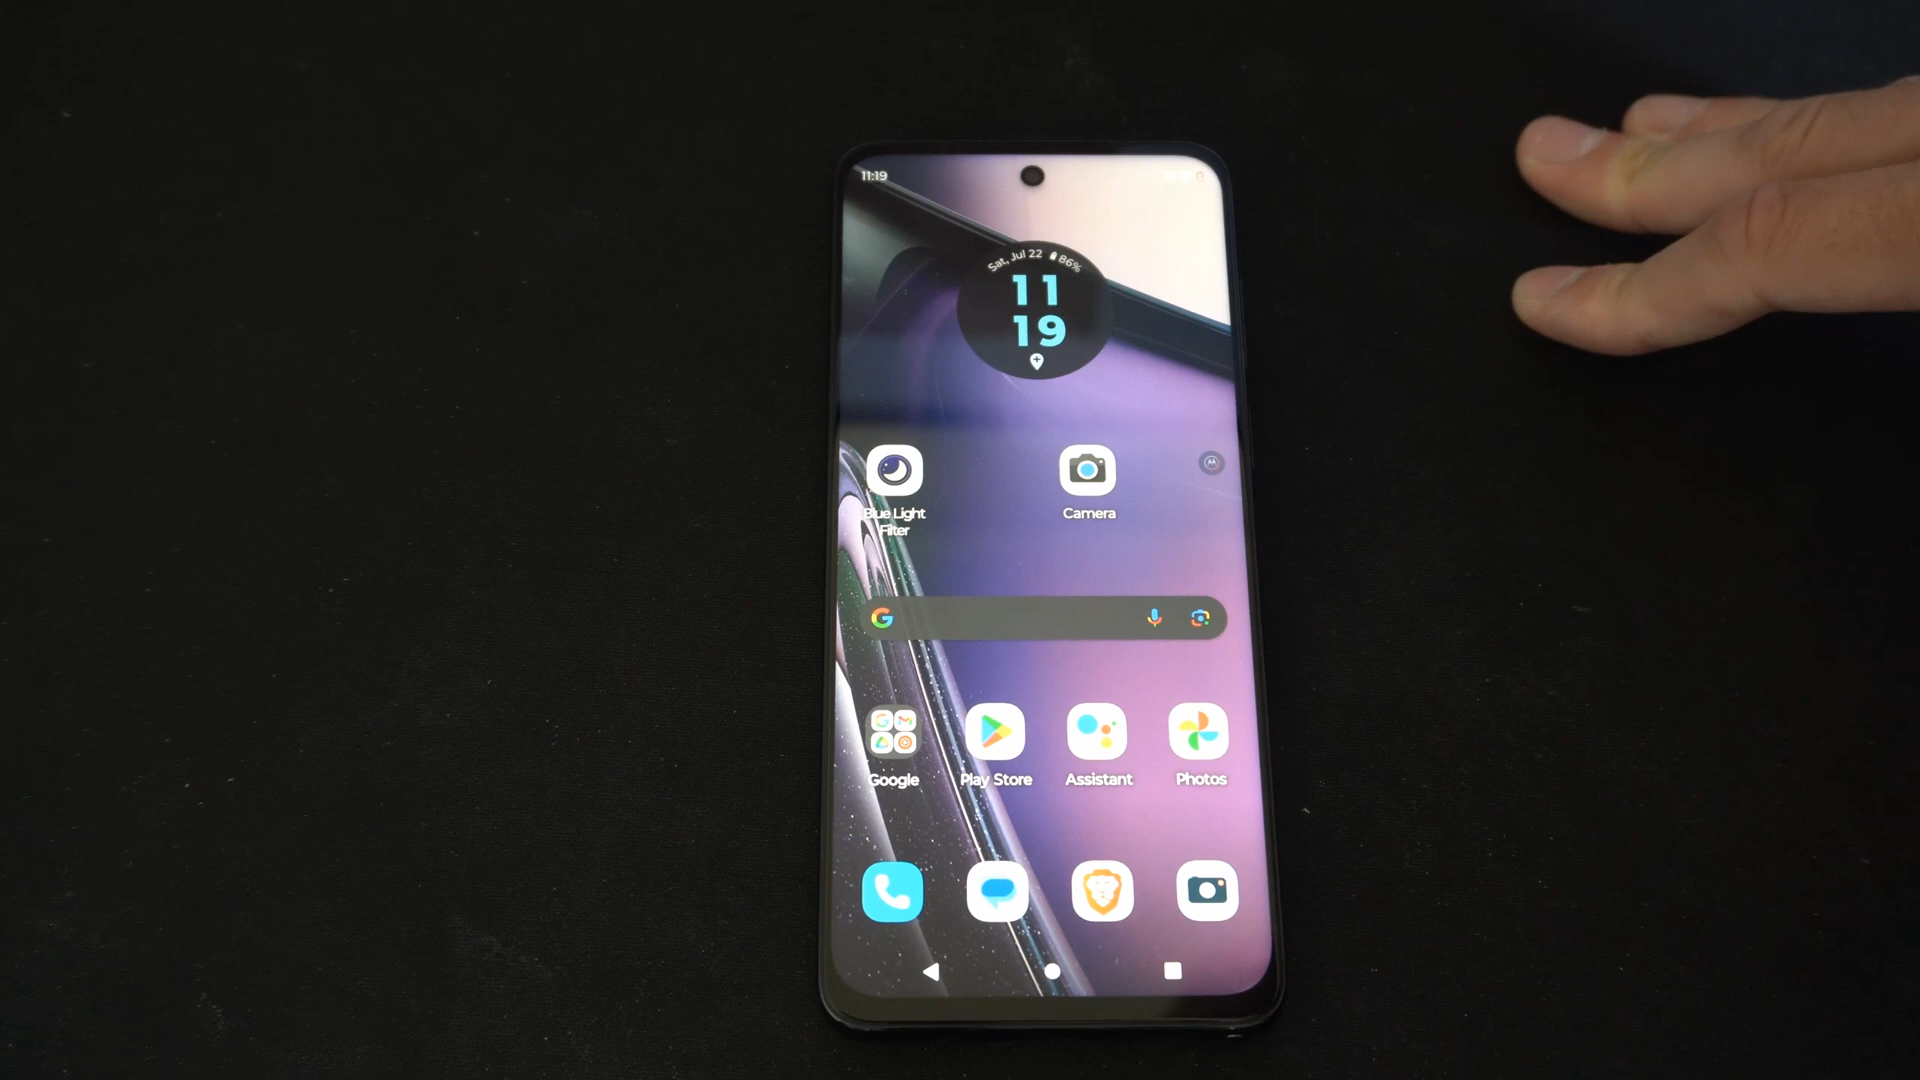 11:19
Sat, Jul 22 86%
11
19
Blue Light
Filter
Camera
Google
Play Store
Assistant
Photos